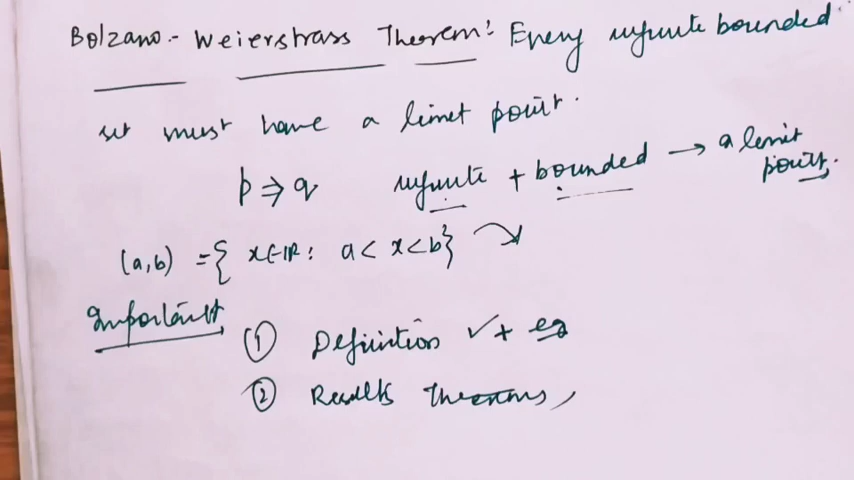 Bolzano - Weierstrass Theorem: Every infinite bounded
set must have a limit point.
p ⇒ q infinite + bounded → a limit point.
(a,b) = { x∈IR : a < x < b }
Important
① Definition ✓ + eg
② Results Theorems,